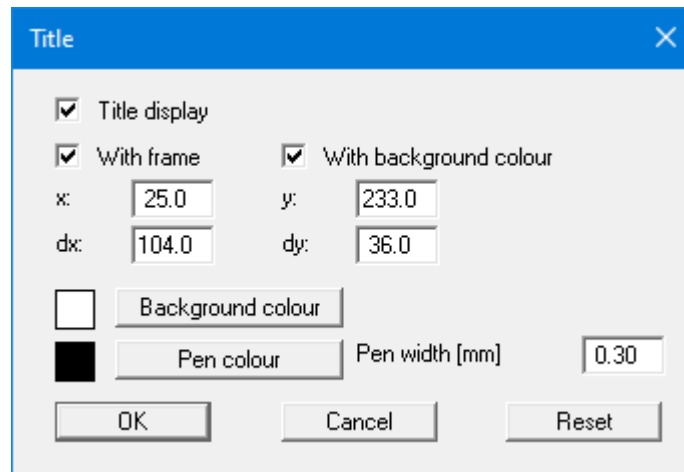 Title
Title display
With frame With background colour
x: 25.0 y: 233.0
dx: 104.0 dy: 36.0
Background colour
Pen colour Pen width [mm] 0.30
OK Cancel Reset